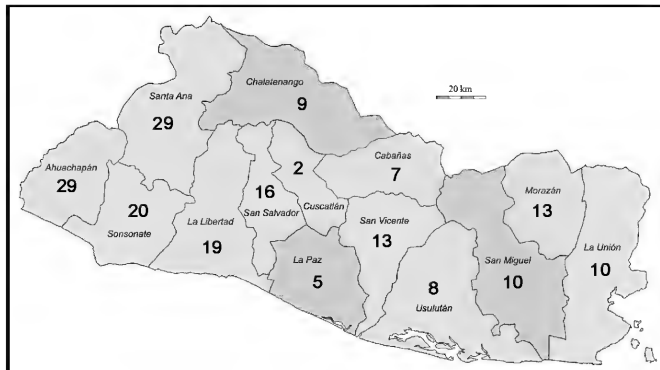 Chalatenango
9
20 km
Santa Ana
29
Ahuachapán
29
Cabañas
7
2
Cuscatlán
16
San Salvador
20
Sonsonate
La Libertad
19
San Vicente
13
Morazán
13
La Unión
10
La Paz
5
San Miguel
10
8
Usulután